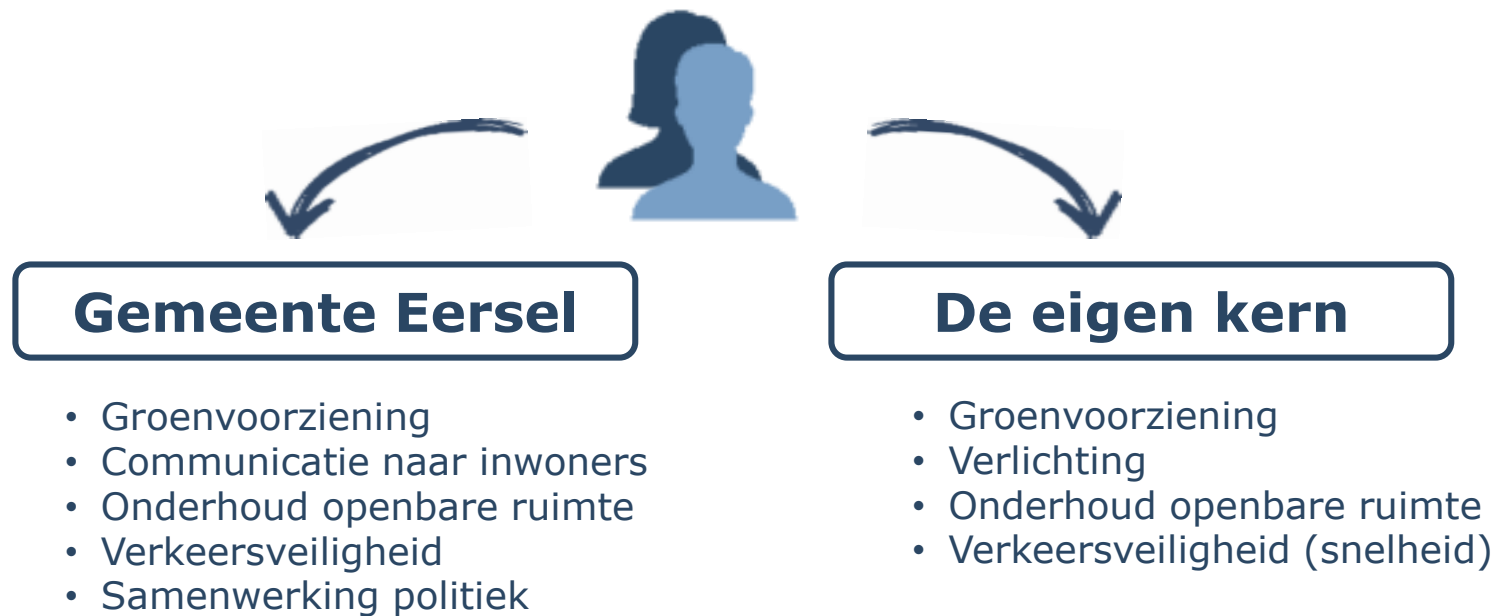 Gemeente Eersel
• Groenvoorziening
• Communicatie naar inwoners
• Onderhoud openbare ruimte
• Verkeersveiligheid
• Samenwerking politiek
De eigen kern
• Groenvoorziening
• Verlichting
• Onderhoud openbare ruimte
• Verkeersveiligheid (snelheid)